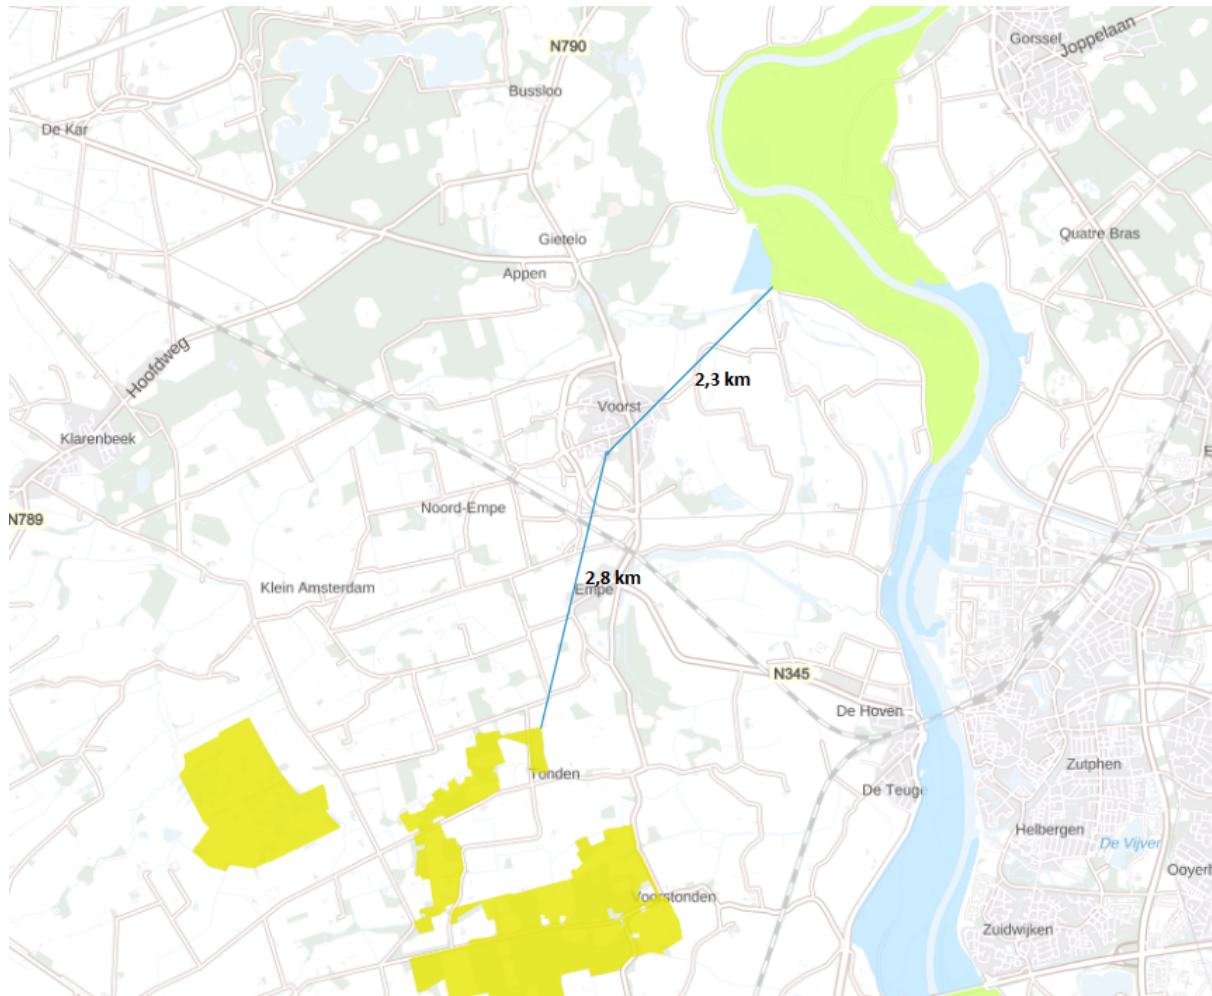 Gorssel
Joppelaan
N790
Bussloo
De Kar
Quatre Bras
Gietelo
Appen
Hoofdweg
2,3 km
Voorst
Klarenbeek
Noord-Empe
N789
2,8 km
Klein Amsterdam
Empe
N345
De Hoven
Zutphen
Tonden
De Teuge
Helbergen
De Vijver
Voorstonden
Zuidwijken